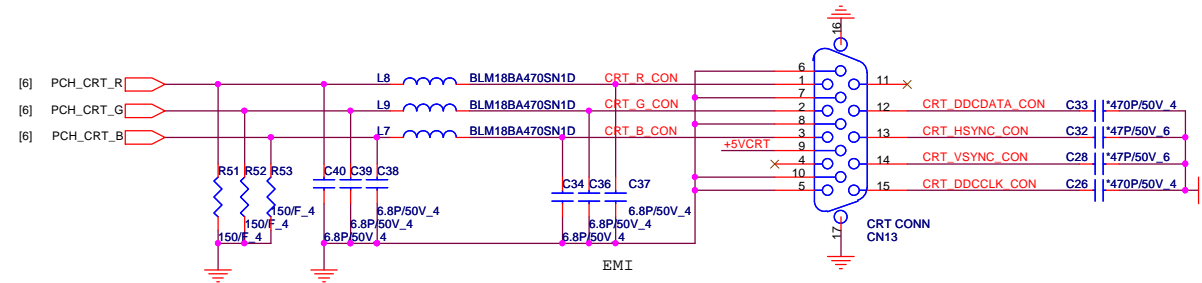 16
6
[6] PCH_CRT_R L8 BLM18BA470SN1D CRT_R_CON 1 11
7
[6] PCH_CRT_G L9 BLM18BA470SN1D CRT_G_CON 2 12 CRT_DDCDATA_CON C33 *470P/50V_4
8
[6] PCH_CRT_B L7 BLM18BA470SN1D CRT_B_CON 3 13 CRT_HSYNC_CON C32 *47P/50V_6
+5VCRT 9
4 14 CRT_VSYNC_CON C28 *47P/50V_6
R51 R52 R53 C40 C39 C38 10
C34 C36 C37 5 15 CRT_DDCCLK_CON C26 *470P/50V_4
150/F_4 6.8P/50V_4 6.8P/50V_4
150/F_4 6.8P/50V_4 6.8P/50V_4 17 CRT CONN
150/F_4 6.8P/50V_4 6.8P/50V_4 CN13
EMI